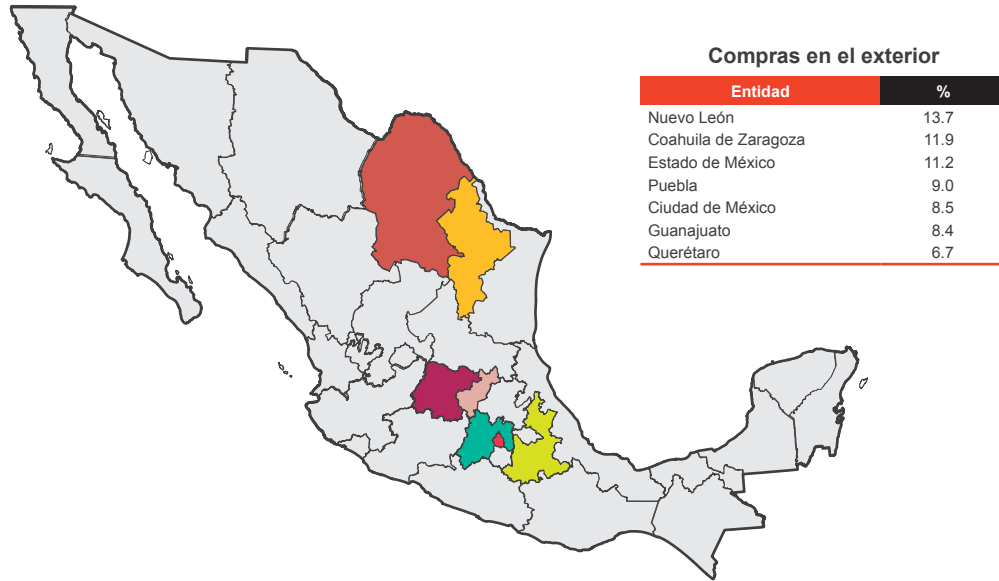 Compras en el exterior
Entidad %
Nuevo León 13.7
Coahuila de Zaragoza 11.9
Estado de México 11.2
Puebla 9.0
Ciudad de México 8.5
Guanajuato 8.4
Querétaro 6.7